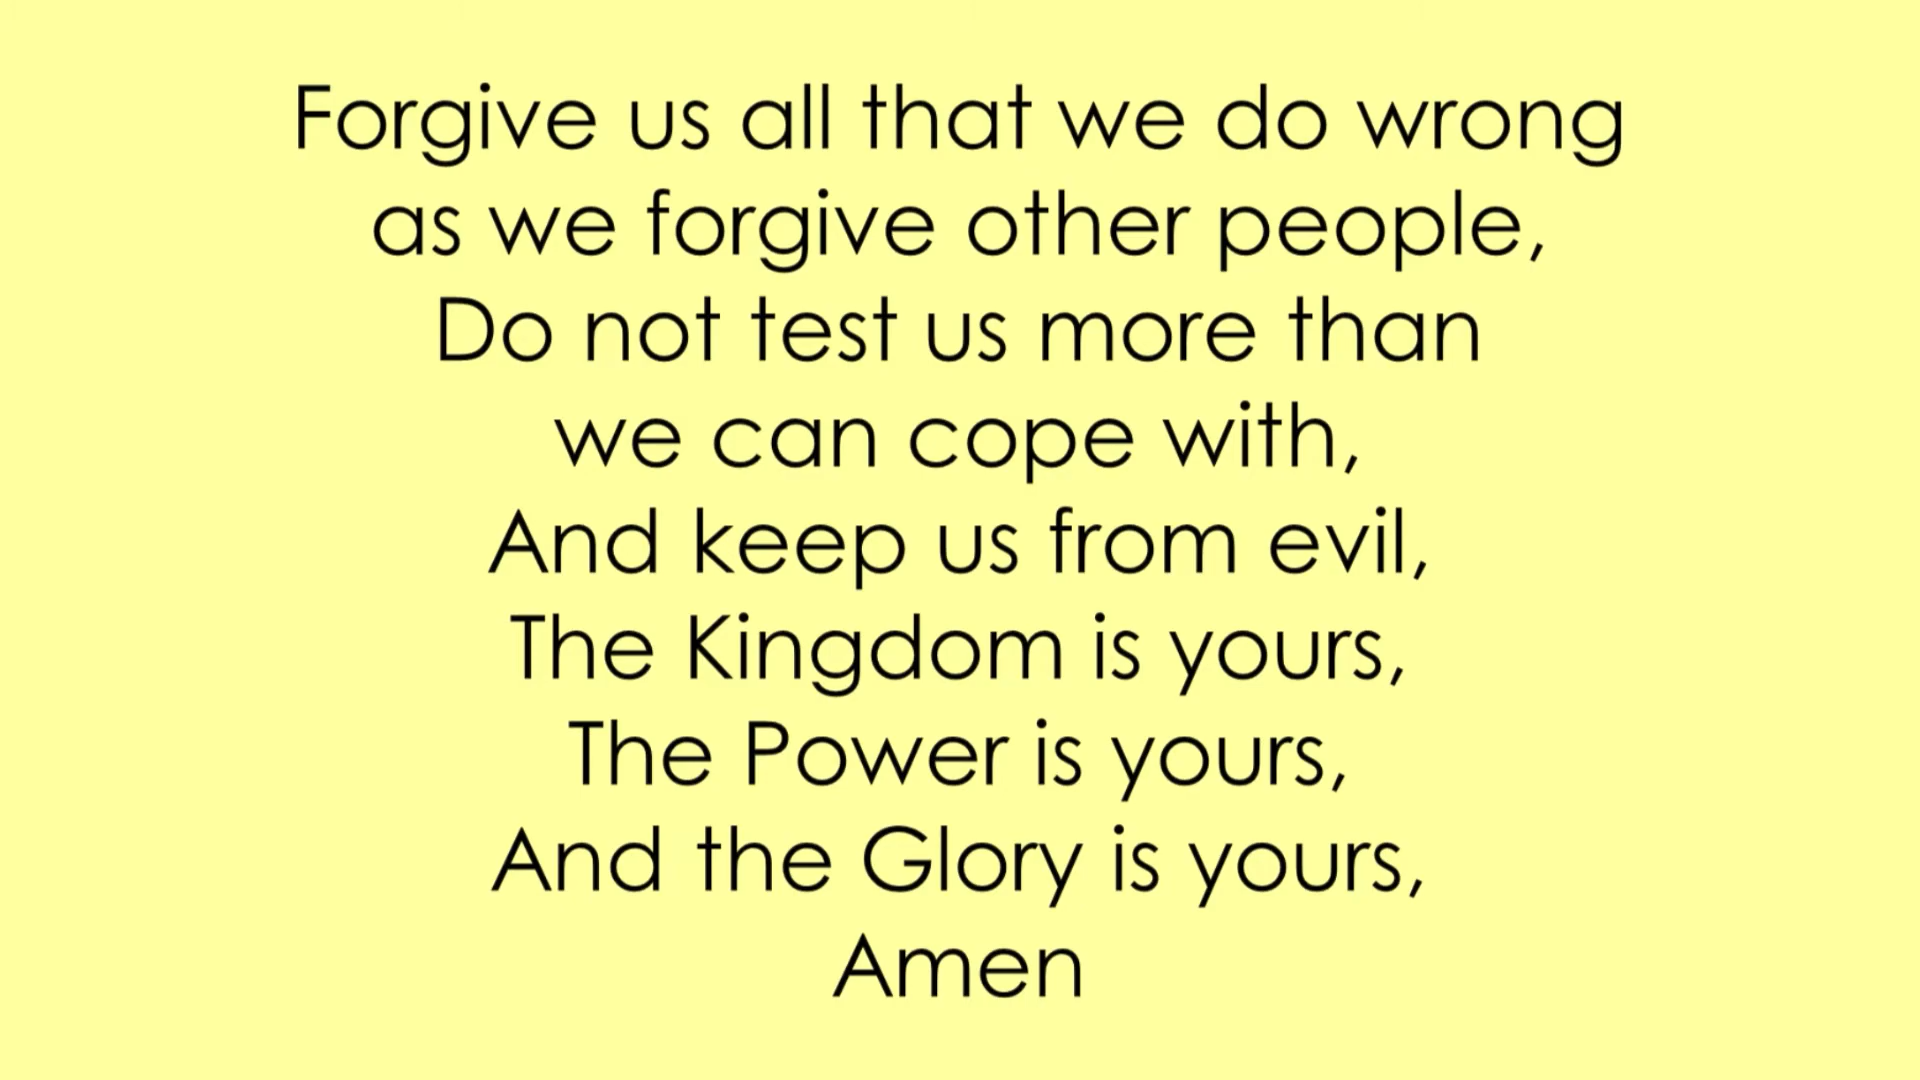 Forgive us all that we do wrong
as we forgive other people,
Do not test us more than
we can cope with,
And keep us from evil,
The Kingdom is yours,
The Power is yours,
And the Glory is yours,
Amen